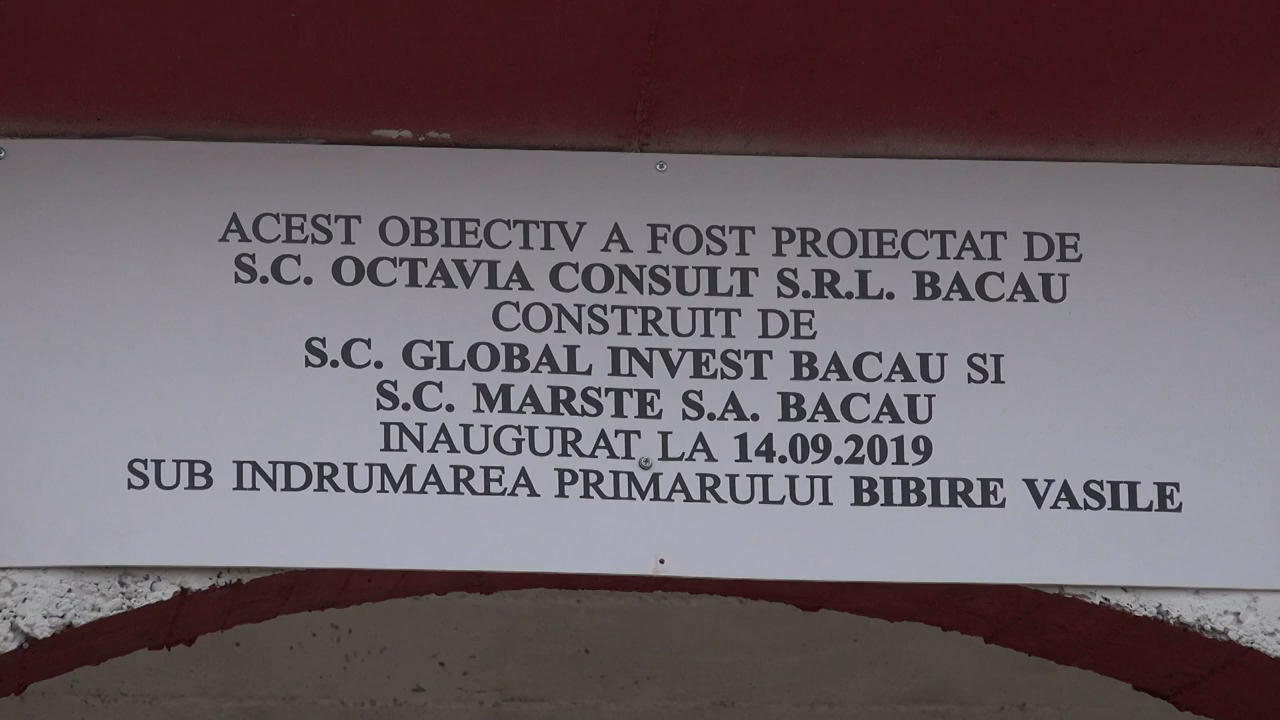 ACEST OBIECTIV A FOST PROIECTAT DE
S.C. OCTAVIA CONSULT S.R.L. BACAU
CONSTRUIT DE
S.C. GLOBAL INVEST BACAU SI
S.C. MARSTE S.A. BACAU
INAUGURAT LA 14.09.2019
SUB INDRUMAREA PRIMARULUI BIBIRE VASILE